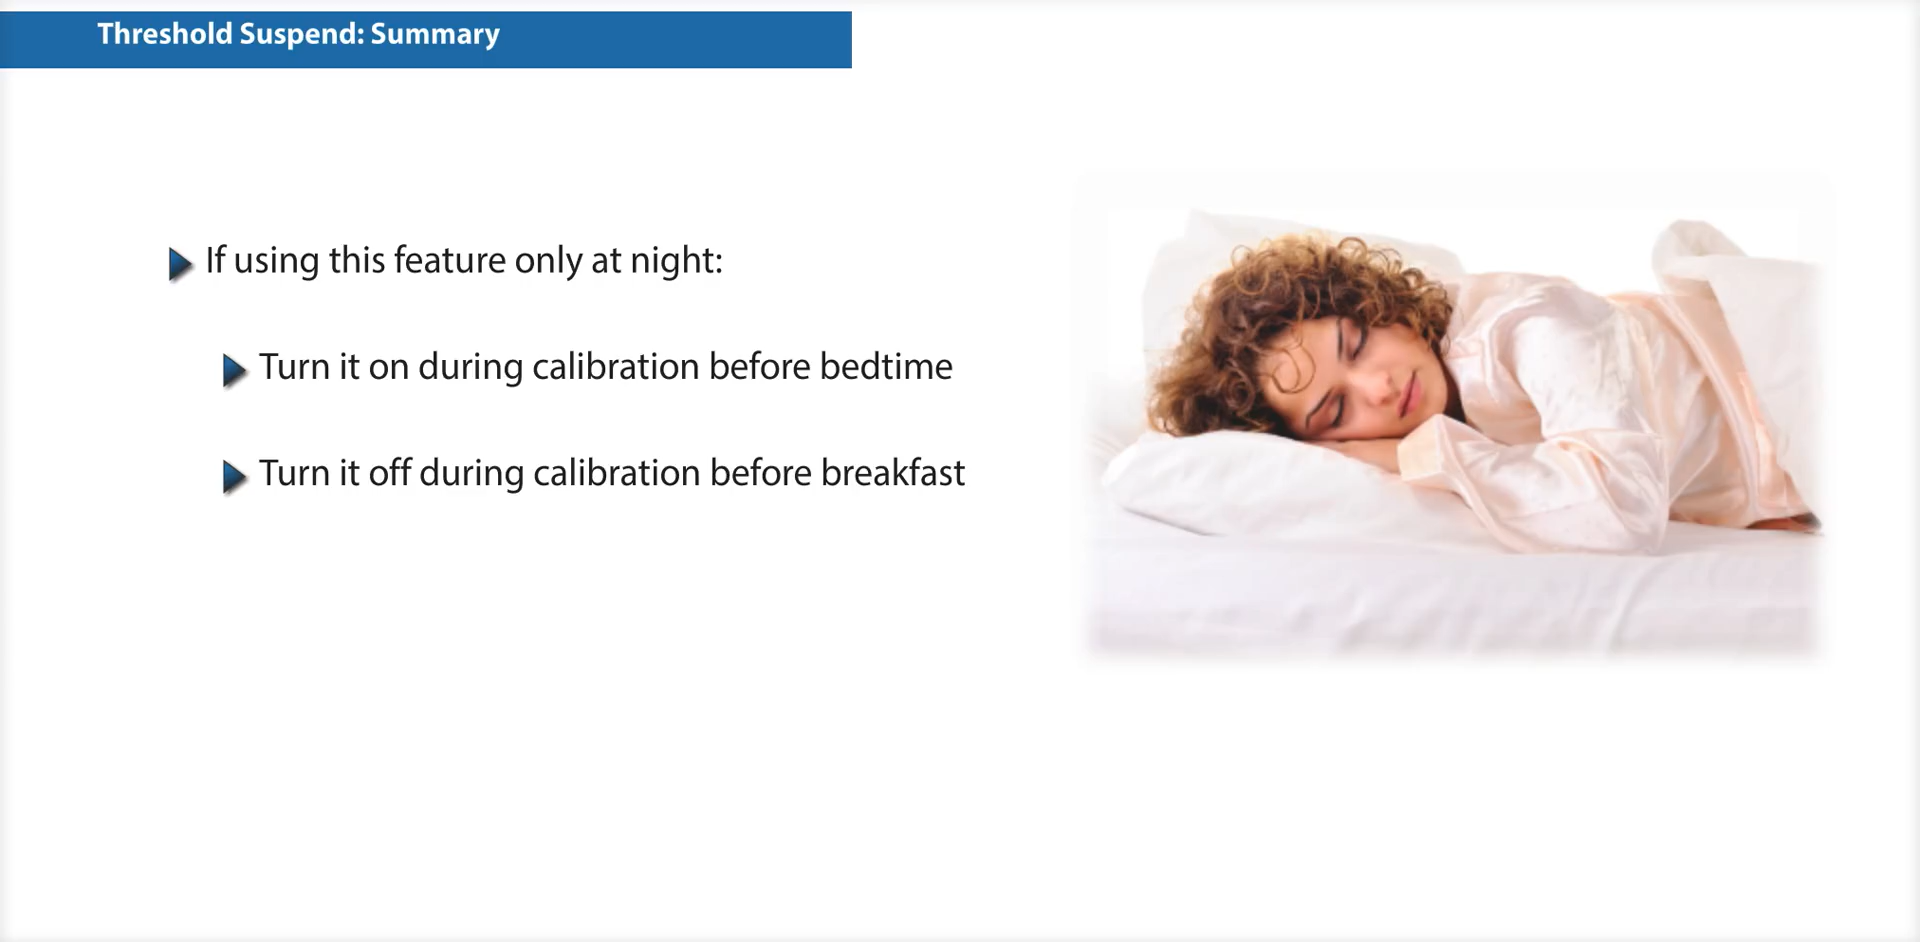 Threshold Suspend: Summary
If using this feature only at night:
Turn it on during calibration before bedtime
Turn it off during calibration before breakfast